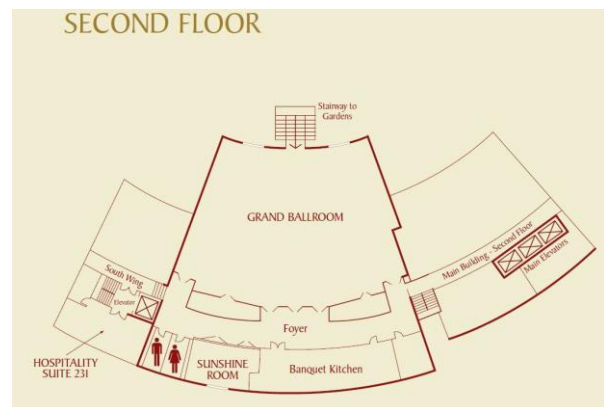 SECOND FLOOR
Stairway to
Gardens
GRAND BALLROOM
Main Building - Second Floor
Main Elevators
South Wing
Elevator
Foyer
HOSPITALITY
SUITE 231
SUNSHINE
ROOM
Banquet Kitchen